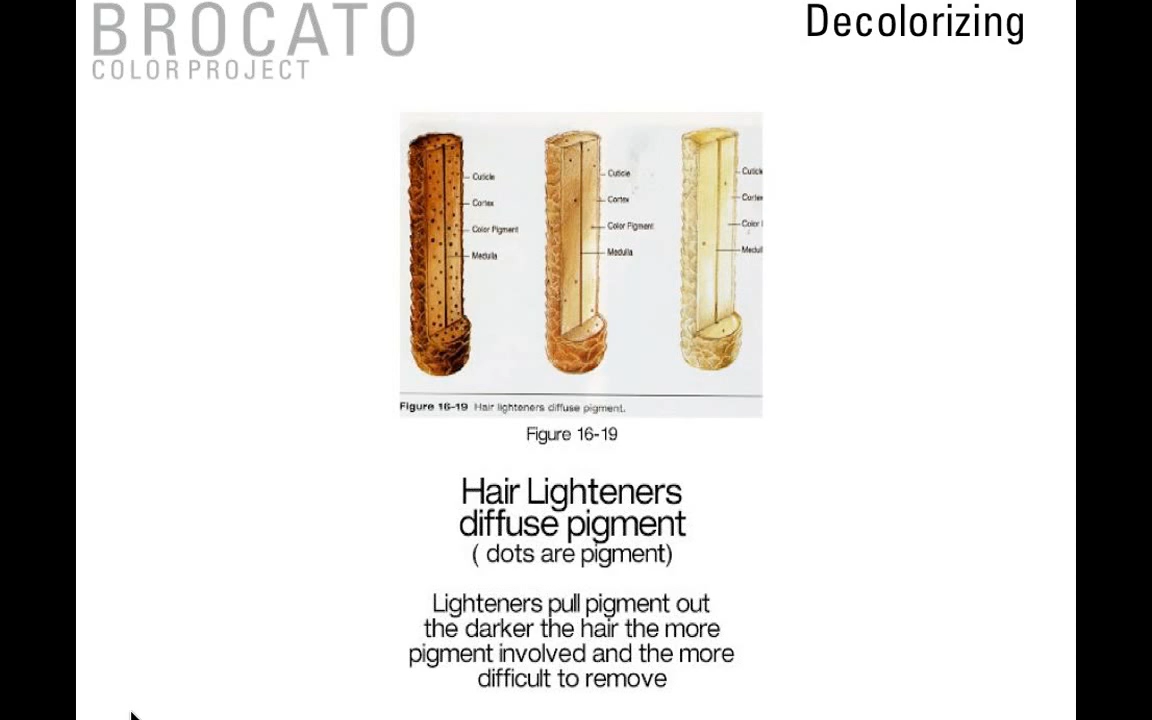 BROCATO
COLOR PROJECT
Decolorizing
Cuticle
Cortex
Color Pigment
Medulla
Cuticle
Cortex
Color Pigment
Medulla
Cuticle
Cortex
Color
Medull
Figure 16-19 Hair lighteners diffuse pigment.
Figure 16-19
Hair Lighteners
diffuse pigment
( dots are pigment)
Lighteners pull pigment out
the darker the hair the more
pigment involved and the more
difficult to remove